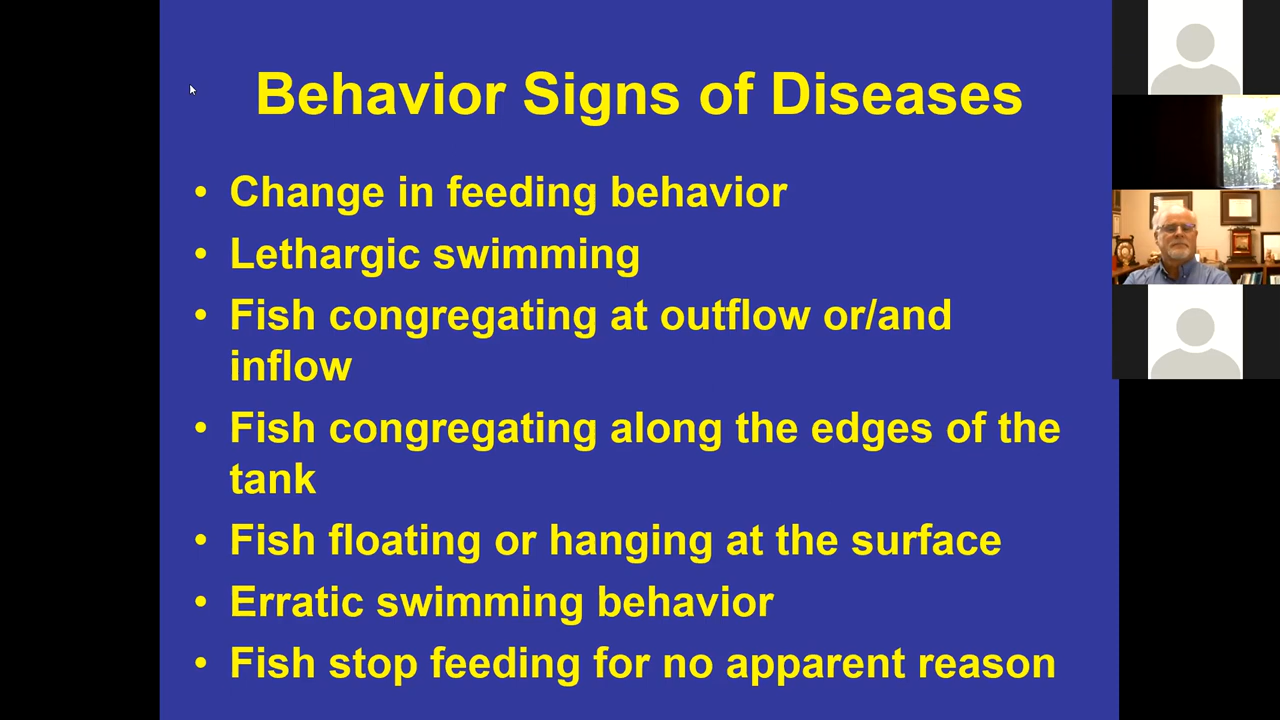 Behavior Signs of Diseases
• Change in feeding behavior
• Lethargic swimming
• Fish congregating at outflow or/and
inflow
• Fish congregating along the edges of the
tank
• Fish floating or hanging at the surface
• Erratic swimming behavior
• Fish stop feeding for no apparent reason